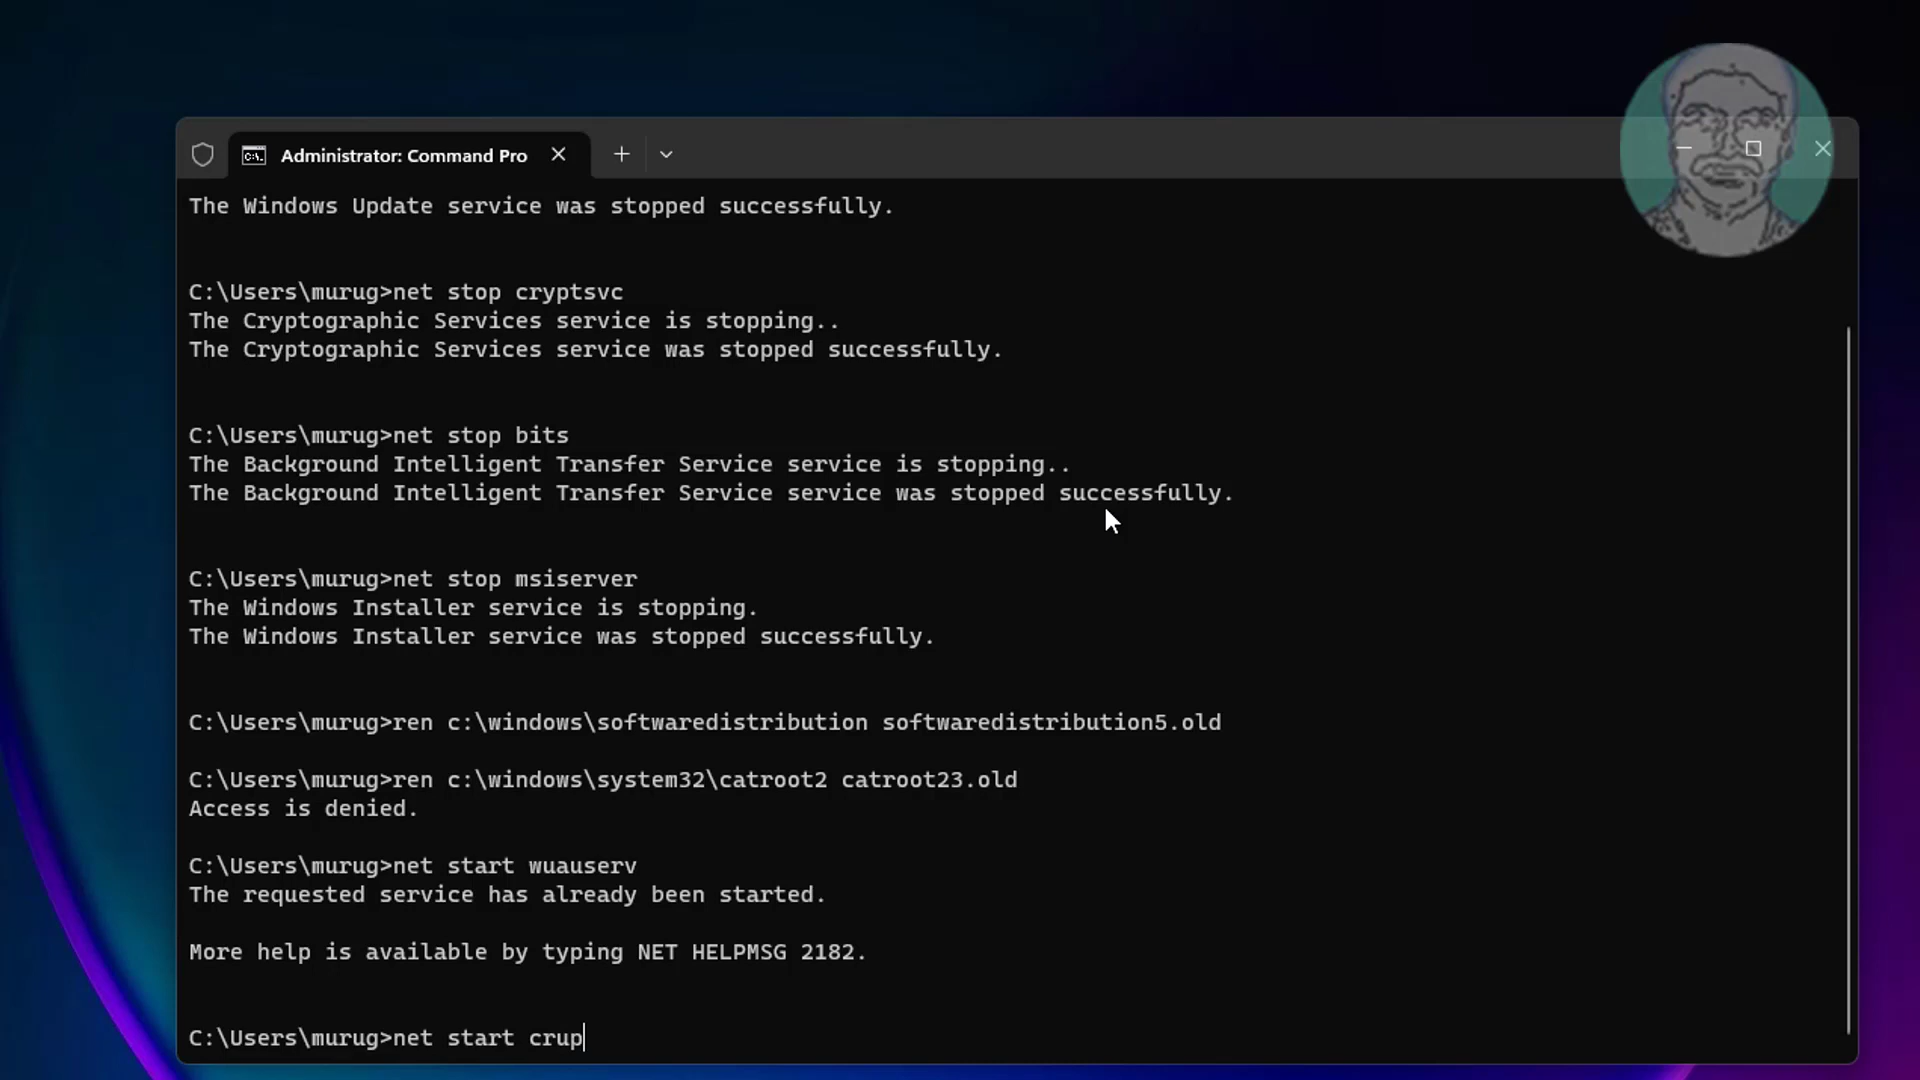 Administrator: Command Pro
The Windows Update service was stopped successfully.
C:\Users\murug>net stop cryptsvc
The Cryptographic Services service is stopping..
The Cryptographic Services service was stopped successfully.
C:\Users\murug>net stop bits
The Background Intelligent Transfer Service service is stopping..
The Background Intelligent Transfer Service service was stopped successfully.
C:\Users\murug>net stop msiserver
The Windows Installer service is stopping.
The Windows Installer service was stopped successfully.
C:\Users\murug>ren c:\windows\softwaredistribution softwaredistribution5.old
C:\Users\murug>ren c:\windows\system32\catroot2 catroot23.old
Access is denied.
C:\Users\murug>net start wuauserv
The requested service has already been started.
More help is available by typing NET HELPMSG 2182.
C:\Users\murug>net start crup